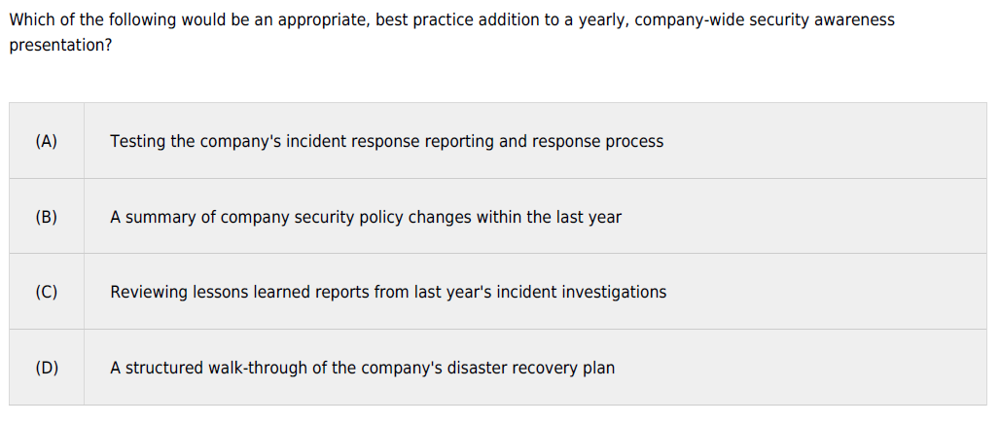 Which of the following would be an appropriate, best practice addition to a yearly, company-wide security awareness
presentation?
(A) Testing the company's incident response reporting and response process
(B) A summary of company security policy changes within the last year
(C) Reviewing lessons learned reports from last year's incident investigations
(D) A structured walk-through of the company's disaster recovery plan